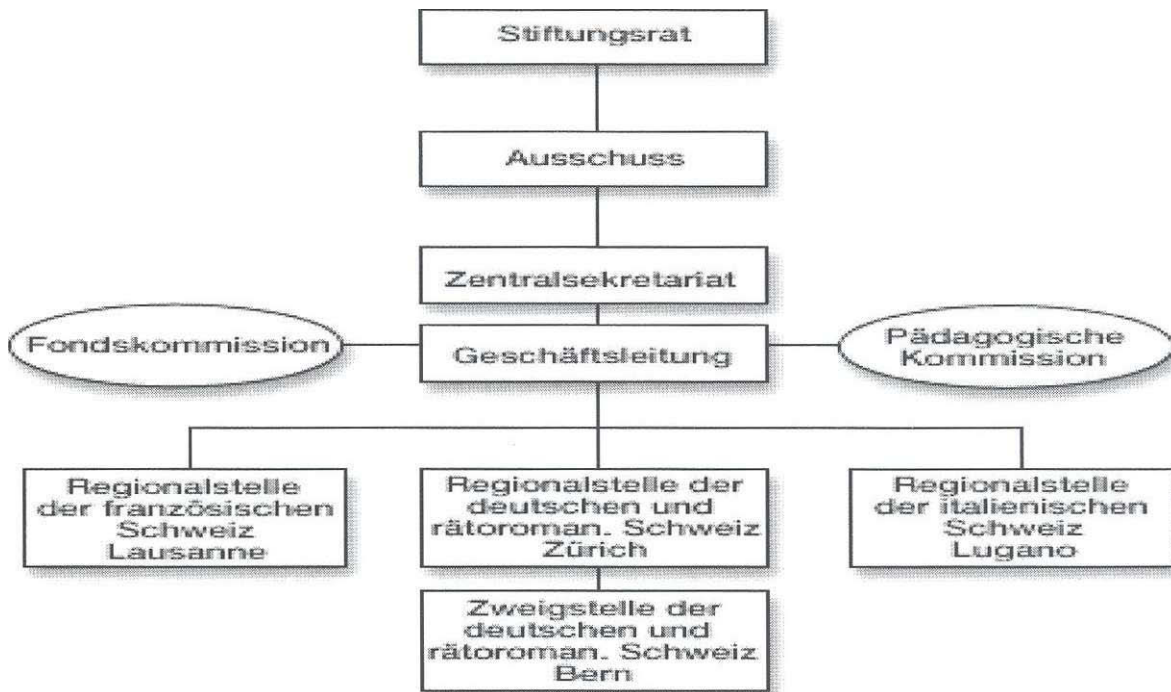 Stiftungsrat
Ausschuss
Zentralsekretariat
Fondskommission
Geschäftsleitung
Pädagogische
Kommission
Regionalstelle
der französischen
Schweiz
Lausanne
Regionalstelle der
deutschen und
rätoroman. Schweiz
Zürich
Regionalstelle
der italienischen
Schweiz
Lugano
Zweigstelle der
deutschen und
rätoroman. Schweiz
Bern